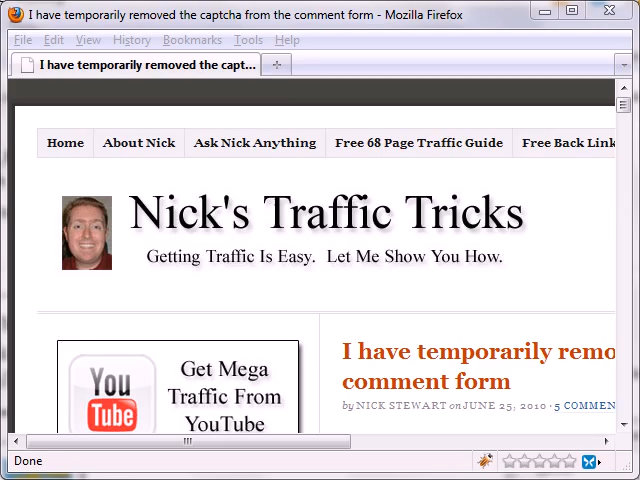 I have temporarily removed the captcha from the comment form - Mozilla Firefox
File Edit View History Bookmarks Tools Help
I have temporarily removed the capt...
Home About Nick Ask Nick Anything Free 68 Page Traffic Guide Free Back Link
Nick's Traffic Tricks
Getting Traffic Is Easy. Let Me Show You How.
You Tube
Get Mega
Traffic From
YouTube
I have temporarily remo
comment form
by NICK STEWART on JUNE 25, 2010 · 5 COMMEN
Done